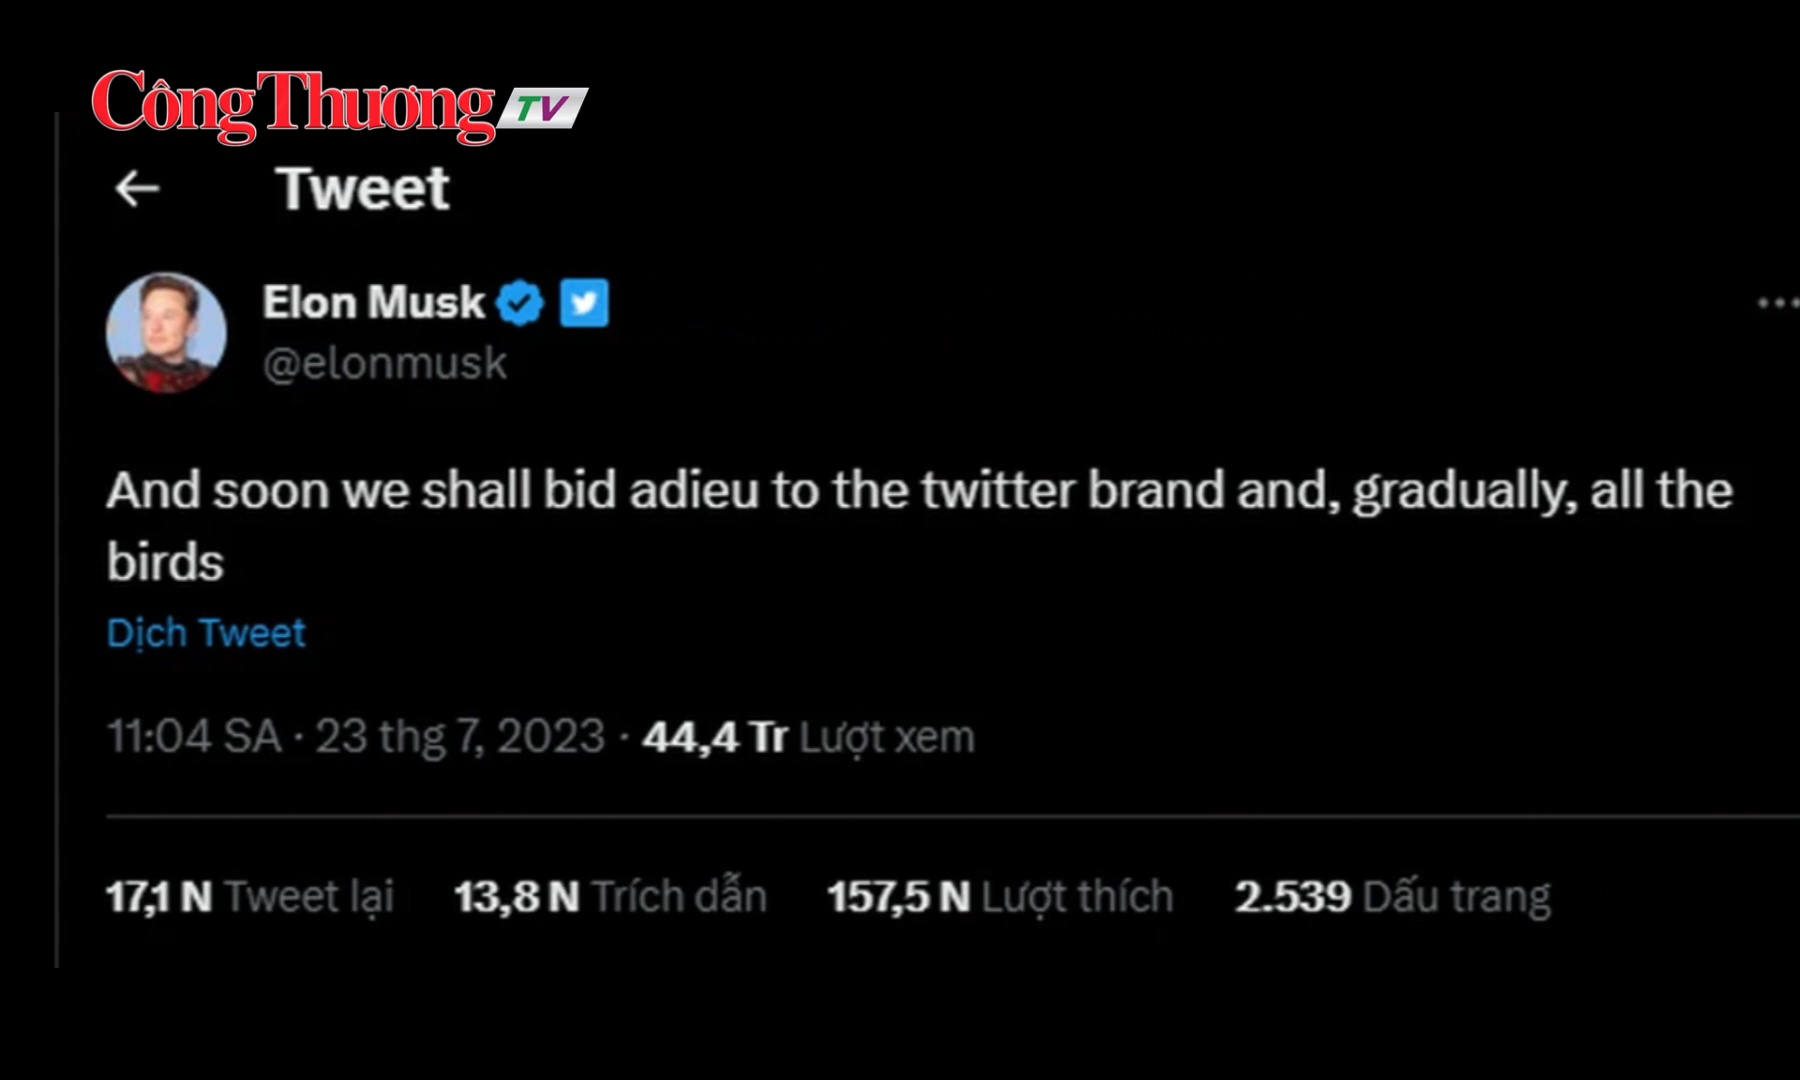 Công Thương TV
Tweet
Elon Musk
@elonmusk
And soon we shall bid adieu to the twitter brand and, gradually, all the
birds
Dịch Tweet
11:04 SA · 23 thg 7, 2023 · 44,4 Tr Lượt xem
17,1 N Tweet lại 13,8 N Trích dẫn 157,5 N Lượt thích 2.539 Dấu trang